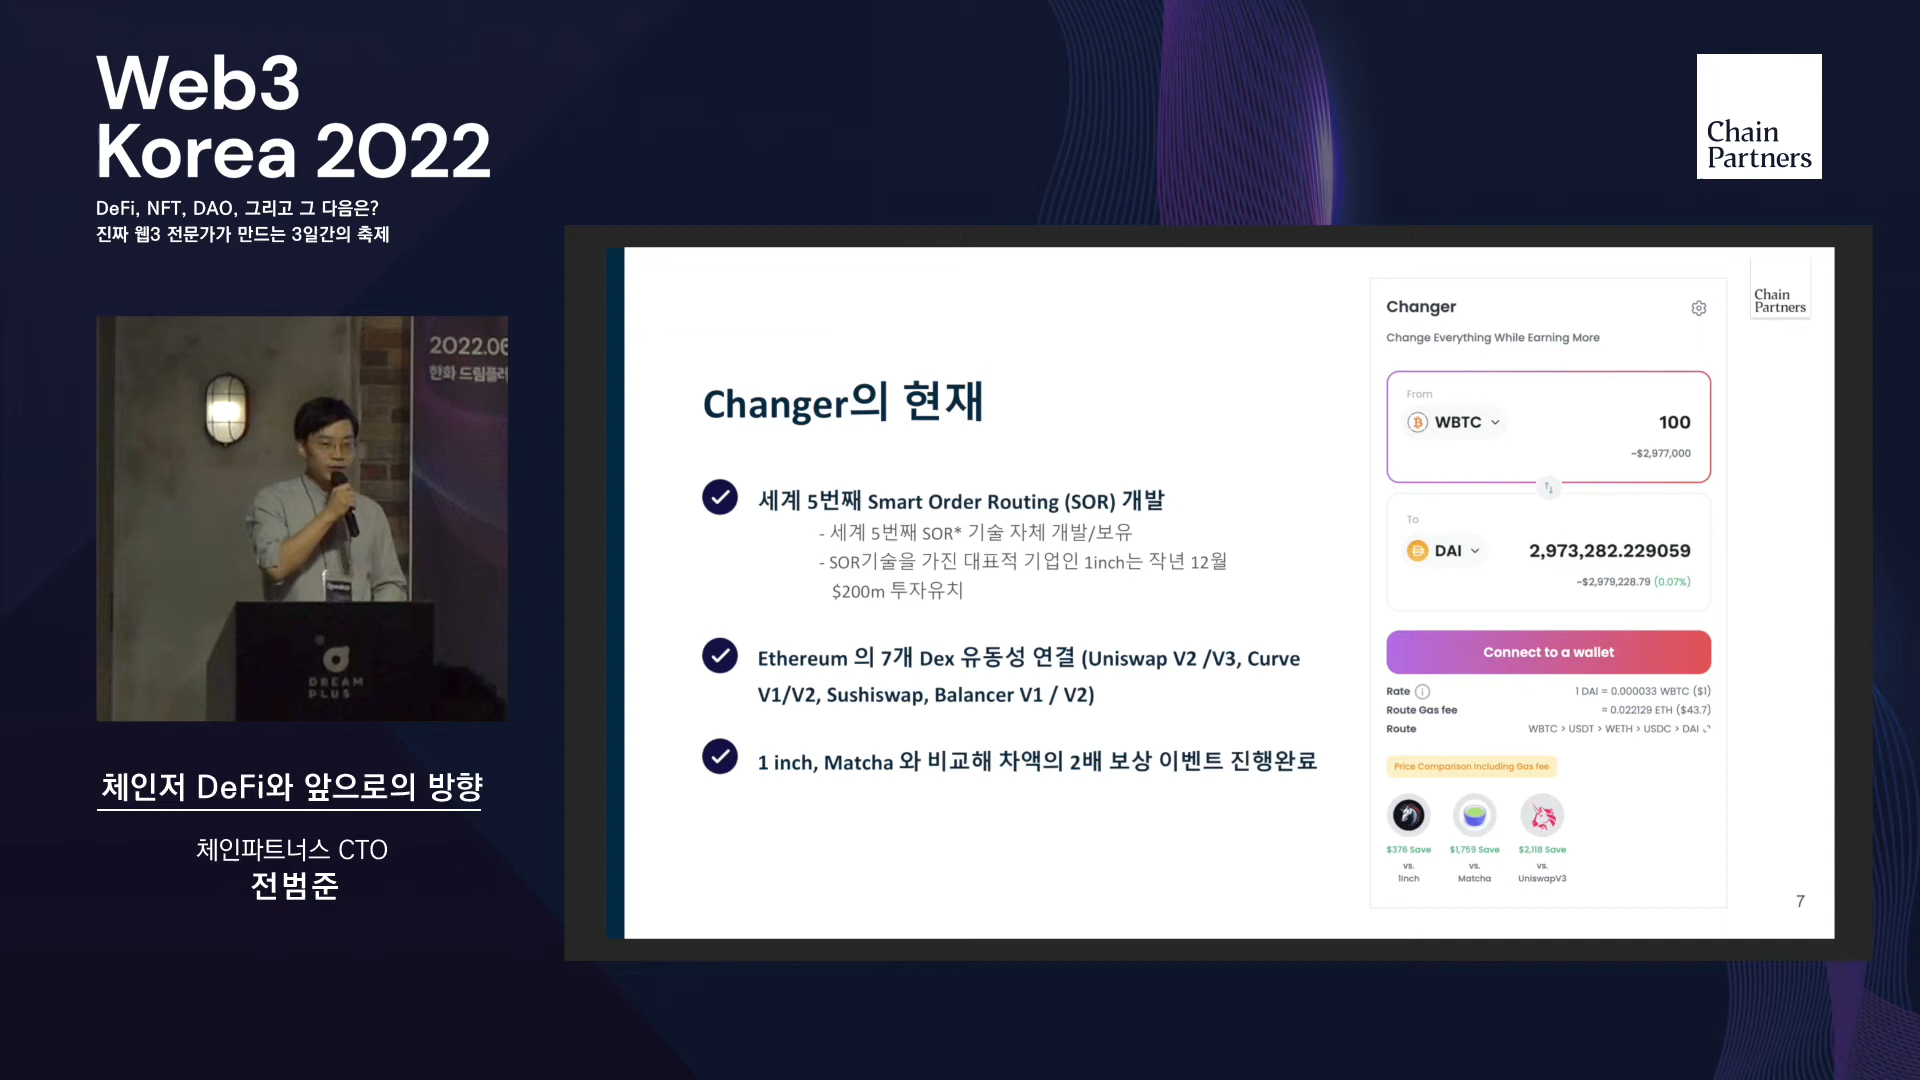 Web3
Korea 2022
DeFi, NFT, DAO, 그리고 그 다음은?
진짜 웹3 전문가가 만드는 3일간의 축제
Chain
Partners
2022.06
한화 드림플레
DREAM
PLUS
체인저 DeFi와 앞으로의 방향
체인파트너스 CTO
전범준
Chain
Partners
Changer의 현재
세계 5번째 Smart Order Routing (SOR) 개발
- 세계 5번째 SOR* 기술 자체 개발/보유
- SOR기술을 가진 대표적 기업인 1inch는 작년 12월
$200m 투자유치
Ethereum 의 7개 Dex 유동성 연결 (Uniswap V2 /V3, Curve
V1/V2, Sushiswap, Balancer V1 / V2)
1 inch, Matcha 와 비교해 차액의 2배 보상 이벤트 진행완료
Changer
Change Everything While Earning More
From
WBTC 100
~$2,977,000
To
DAI 2,973,282.229059
~$2,979,228.79 (0.07%)
Connect to a wallet
Rate 1 DAI = 0.000033 WBTC ($1)
Route Gas fee ≈ 0.022129 ETH ($43.7)
Route WBTC > USDT > WETH > USDC > DAI
Price Comparison Including Gas fee
$376 Save $1,759 Save $2,118 Save
vs. vs. vs.
1inch Matcha UniswapV3
7